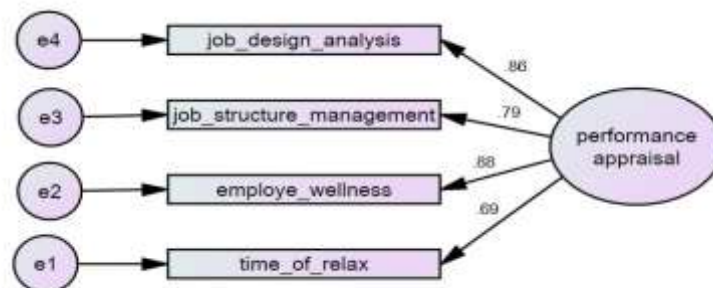 e4
job_design_analysis
.86
e3
job_structure_management
.79
performance
appraisal
e2
employe_wellness
.88
e1
time_of_relax
.69